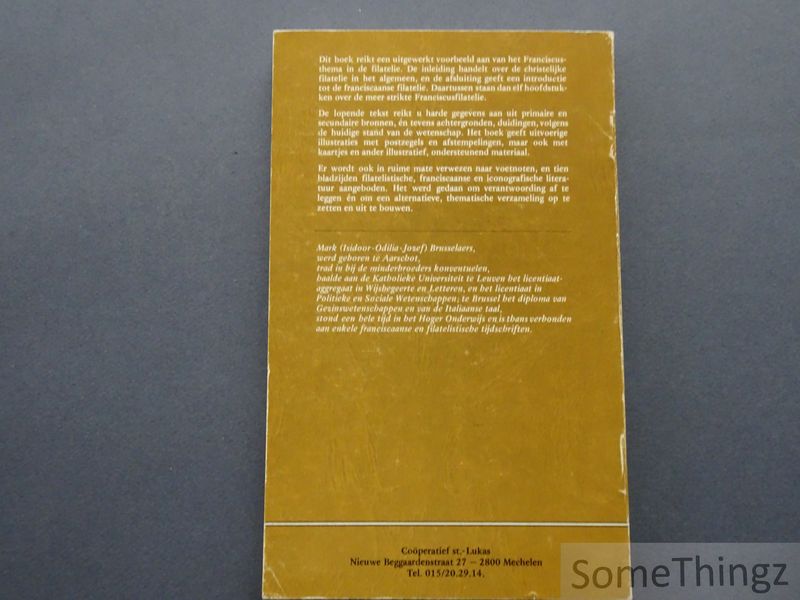 Dit boek reikt een uitgewerkt voorbeeld aan van het Franciscus-
thema in de filatelie. De inleiding handelt over de christelijke
filatelie in het algemeen, en de afsluiting geeft een introductie
tot de franciscaanse filatelie. Daartussen staan dan elf hoofdstuk-
ken over de meer strikte Franciscusfilatelie.
De lopende tekst reikt u harde gegevens aan uit primaire en
secundaire bronnen, én tevens achtergronden, duidingen, volgens
de huidige stand van de wetenschap. Het boek geeft uitvoerige
illustraties met postzegels en afstempelingen, maar ook met
kaartjes en ander illustratief, ondersteunend materiaal.
Er wordt ook in ruime mate verwezen naar voetnoten, en tien
bladzijden filatelistische, franciscaanse en iconografische litera-
tuur aangeboden. Het werd gedaan om verantwoording af te
leggen én om een alternatieve, thematische verzameling op te
zetten en uit te bouwen.
Mark (Isidoor-Odilia-Jozef) Brusselaers,
werd geboren te Aarschot,
trad in bij de minderbroeders konventuelen,
haalde aan de Katholieke Universiteit te Leuven het licentiaat-
aggregaat in Wijsbegeerte en Letteren, en het licentiaat in
Politieke en Sociale Wetenschappen; te Brussel het diploma van
Gezinswetenschappen en van de Italiaanse taal,
stond een hele tijd in het Hoger Onderwijs en is thans verbonden
aan enkele franciscaanse en filatelistische tijdschriften.
Coöperatief st.-Lukas
Nieuwe Beggaardenstraat 27 — 2800 Mechelen
Tel. 015/20.29.14.
SomeThingz